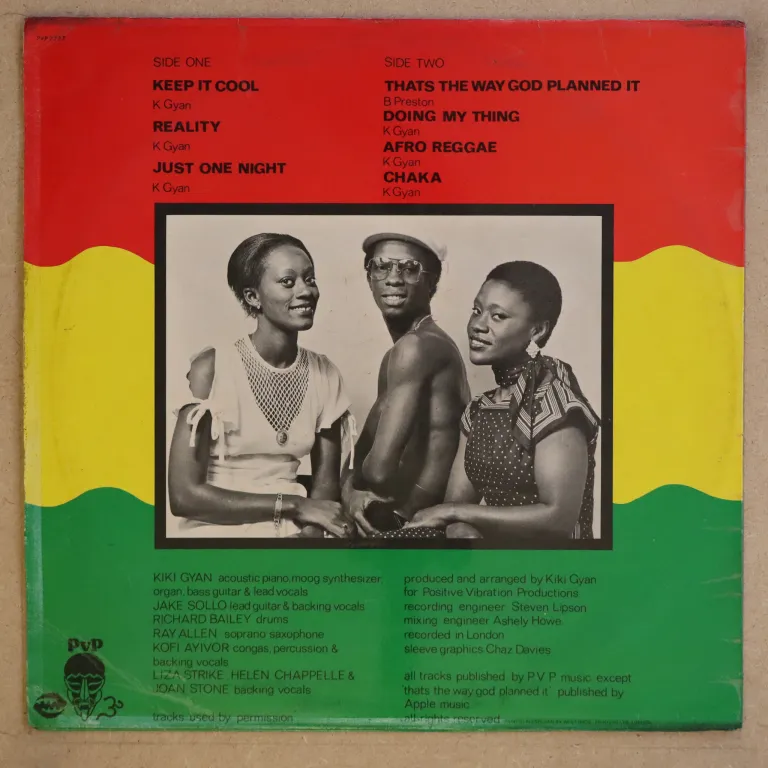 SIDE ONE
KEEP IT COOL
K Gyan
REALITY
K Gyan
JUST ONE NIGHT
K Gyan
SIDE TWO
THATS THE WAY GOD PLANNED IT
B Preston
DOING MY THING
K Gyan
AFRO REGGAE
K Gyan
CHAKA
K Gyan
KIKI GYAN acoustic piano, moog synthesizer,
organ, bass guitar & lead vocals
JAKE SOLLO lead guitar & backing vocals
RICHARD BAILEY drums
RAY ALLEN soprano saxophone
KOFI AYIVOR congas, percussion &
backing vocals
LIZA STRIKE HELEN CHAPPELLE &
JOAN STONE backing vocals
tracks used by permission
produced and arranged by Kiki Gyan
for Positive Vibration Productions
recording engineer Steven Lipson
mixing engineer Ashely Howe.
recorded in London
sleeve graphics Chaz Davies
all tracks published by P V P music except
'thats the way god planned it' published by
Apple music
all rights reserved
PVP